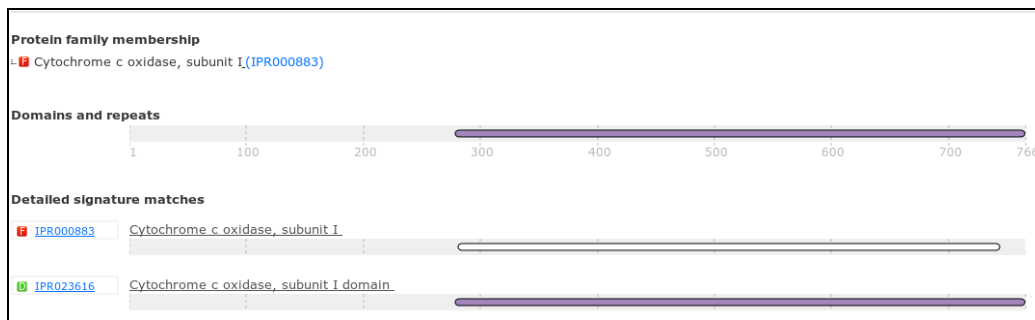 Protein family membership
F Cytochrome c oxidase, subunit I (IPR000883)
Domains and repeats
1 100 200 300 400 500 600 700 766
Detailed signature matches
F IPR000883 Cytochrome c oxidase, subunit I
D IPR023616 Cytochrome c oxidase, subunit I domain